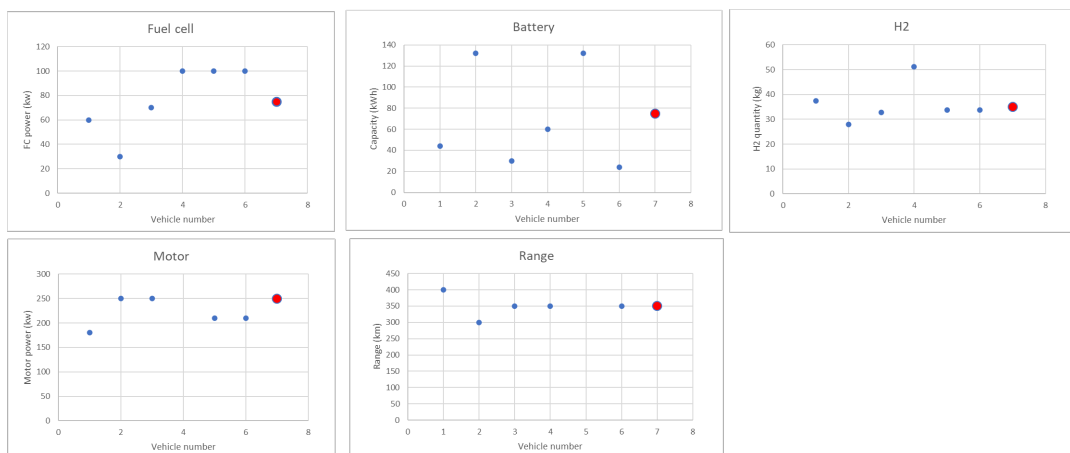 Fuel cell
120
100
80
60
40
20
0
0 2 4 6 8
FC power (kw)
Vehicle number
Battery
140
120
100
80
60
40
20
0
0 1 2 3 4 5 6 7 8
Capacity (kWh)
Vehicle number
H2
60
50
40
30
20
10
0
0 2 4 6 8
H2 quantity (kg)
Vehicle number
Motor
300
250
200
150
100
50
0
0 2 4 6 8
Motor power (kw)
Vehicle number
Range
450
400
350
300
250
200
150
100
50
0
0 1 2 3 4 5 6 7 8
Range (km)
Vehicle number